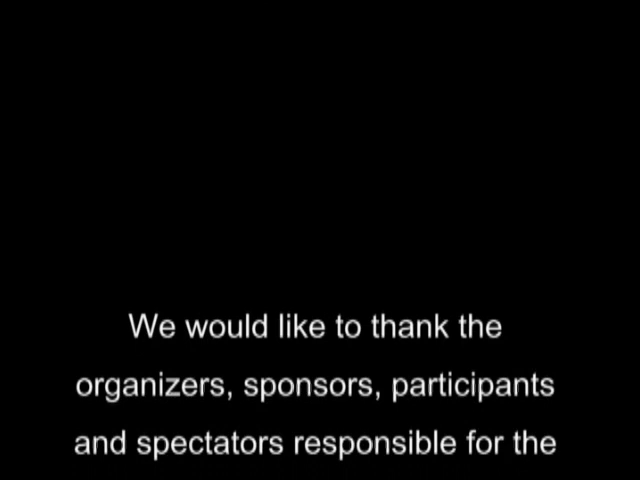 We would like to thank the
organizers, sponsors, participants
and spectators responsible for the